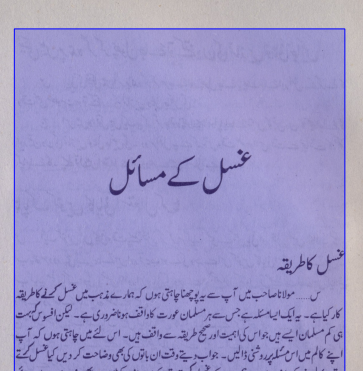 غسل کے مسائل
غسل کا طریقہ
س..... مولانا صاحب میں آپ سے یہ پوچھنا چاہتی ہوں کہ ہمارے مذہب میں غسل کرنے کا طریقہ
کار کیا ہے۔ یہ ایک ایسا مسئلہ ہے جس سے ہر مسلمان عورت کا واقف ہونا ضروری ہے۔ لیکن افسوس کہ بہت
ہی کم مسلمان ایسے ہیں جو اس کی اہمیت اور صحیح طریقہ سے واقف ہیں۔ اس لئے میں چاہتی ہوں کہ آپ
اپنے کالم میں اس مسئلہ پر روشنی ڈالیں۔ جواب دیتے وقت ان باتوں کی بھی وضاحت کر دیں کیا غسل کرتے